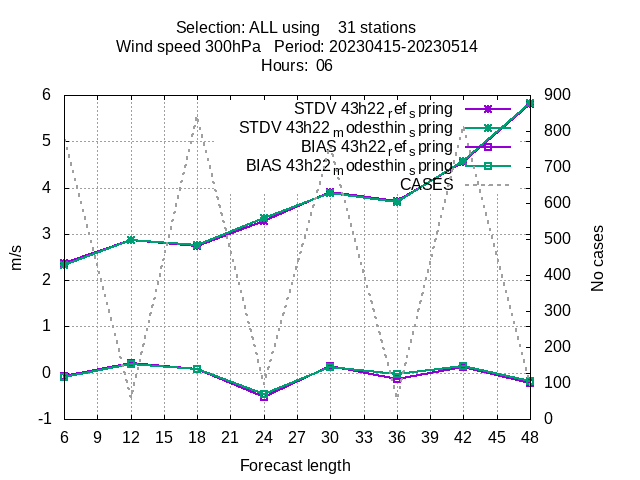 Selection: ALL using    31 stations
Wind speed 300hPa   Period: 20230415-20230514
Hours:  06
STDV 43h22_ref_spring
STDV 43h22_modesthin_spring
BIAS 43h22_ref_spring
BIAS 43h22_modesthin_spring
CASES
6
5
4
3
2
1
0
-1
m/s
900
800
700
600
500
400
300
200
100
0
No cases
6 9 12 15 18 21 24 27 30 33 36 39 42 45 48
Forecast length